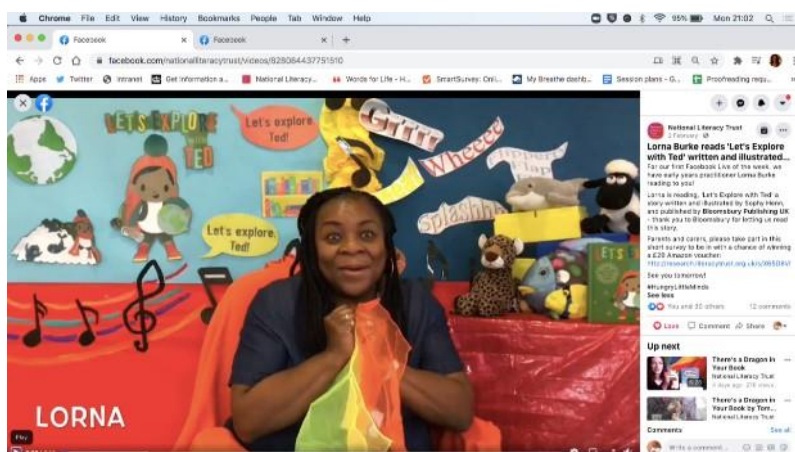 Chrome File Edit View History Bookmarks People Tab Window Help
95% Mon 21:02
Facebook
Facebook
facebook.com/nationalliteracytrust/videos/828084437751510
Apps Twitter Intranet Get Information a... National Literacy... Words for Life - H... SmartSurvey: Onli... My Breathe dashb... Session plans - G... Proofreading requ...
LET'S EXPLORE
with
TED
Let's explore
Ted!
Let's explore,
Ted!
Grrrr
Wheeee
flap
splashhh
LET'S
LORNA
Play
National Literacy Trust
2 February
Lorna Burke reads 'Let's Explore
with Ted' written and illustrated...
For our first Facebook Live of the week, we
have early years practitioner Lorna Burke
reading to you!
Lorna is reading, 'Let's Explore with Ted' a
story written and illustrated by Sophy Henn,
and published by Bloomsbury Publishing UK
- thank you to Bloomsbury for letting us read
this story.
Parents and carers, please take part in this
short survey to be in with a chance of winning
a £20 Amazon voucher:
See you tomorrow!
#HungryLittleMinds
See less
You and 35 others 12 comments
Love Comment Share
Up next
There's a Dragon in
Your Book
National Literacy Trust
There's a Dragon in
Your Book by Tom...
National Literacy Trust
Comments See all
Write a comment...